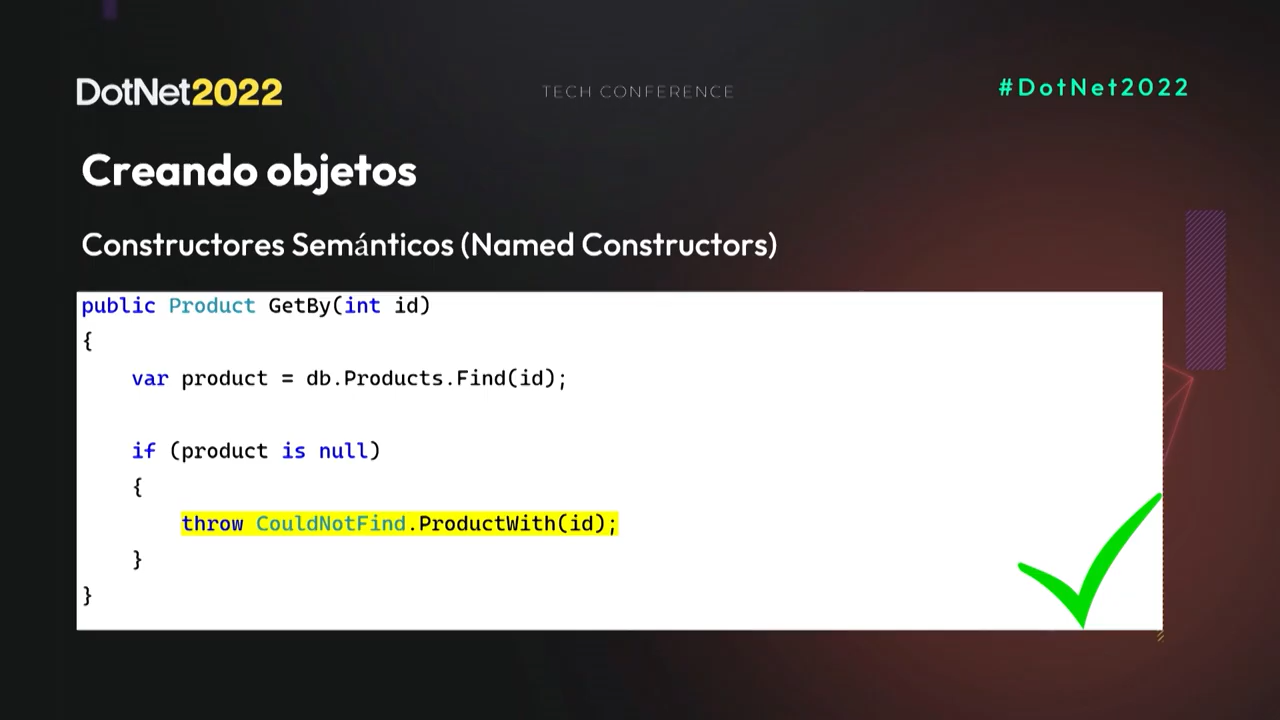 DotNet2022
TECH CONFERENCE
#DotNet2022
Creando objetos
Constructores Semánticos (Named Constructors)
public Product GetBy(int id)
{
    var product = db.Products.Find(id);
    if (product is null)
    {
        throw CouldNotFind.ProductWith(id);
    }
}